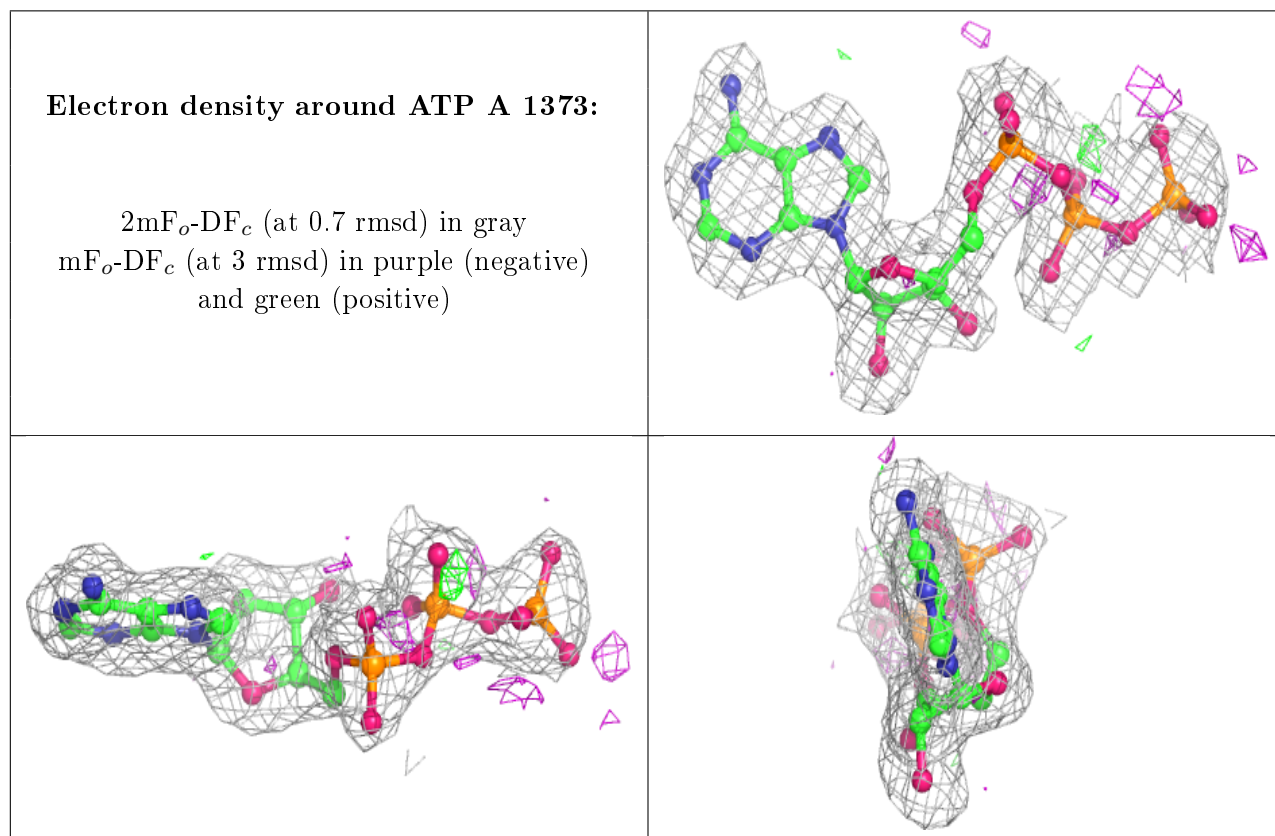 Electron density around ATP A 1373:
2mFo-DFc (at 0.7 rmsd) in gray
mFo-DFc (at 3 rmsd) in purple (negative)
and green (positive)